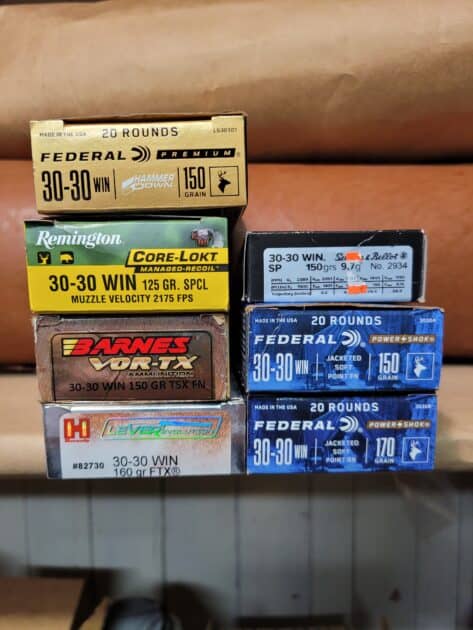 MADE IN THE USA 20 ROUNDS LG30301
FEDERAL PREMIUM
30-30 WIN HAMMER DOWN 150 GRAIN
Remington
CORE-LOKT
MANAGED-RECOIL
30-30 WIN 125 GR. SPCL
MUZZLE VELOCITY 2175 FPS
BARNES
VOR-TX
AMMUNITION
30-30 WIN 150 GR TSX FN
H LEVERevolution
#82730 30-30 WIN
160 gr FTX®
30-30 WIN. Sellier & Bellot
SP 150grs 9.7g No. 2934
MADE IN THE USA 20 ROUNDS
FEDERAL POWER•SHOK
30-30 WIN JACKETED SOFT POINT RN 150 GRAIN
MADE IN THE USA 20 ROUNDS
FEDERAL POWER•SHOK
30-30 WIN JACKETED SOFT POINT RN 170 GRAIN